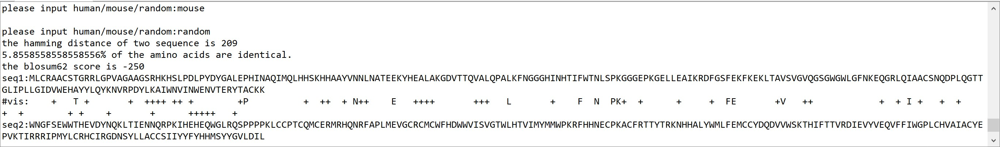 please input human/mouse/random:mouse
please input human/mouse/random:random
the hamming distance of two sequence is 209
5.8558558558558556% of the amino acids are identical.
the blosum62 score is -250
seq1:MLCRAACSTGRRLGPVAGAAGSRHKHSLPDLPYDYGALEPHINAQIMQLHHSKHHAAYVNNLNATEEKYHEALAKGDVTTQVALQPALKFNGGGHINHTIFWTNLSPKGGGEPKGELLEAIKRDFGSFEKFKEKLTAVSVGVQGSGWGWLGFNKEQGRLQIAACSNQDPLQGTT
GLIPLLGIDVWEHAYYLQYKNVRPDYLKAIWNVINWENVTERYTACKK
#vis:    +   T +       +  ++++ ++ +        +P          +  ++  + N++    E   ++++       +++   L       +    F  N  PK+  +      +     +  FE       +V   ++            +  + I +   +  +
+  +        + +    +       +      +++++   +
seq2:WNGFSEWWTHEVDYNQKLTIENNQRPKIHEHEQWGLRQSPPPPKLCCPTCQMCERMRHQNRFAPLMEVGCRCMCWFHDWWVISVGTWLHTVIMYMMWPKRFHHNECPKACFRTTYTRKNHHALYWMLFEMCCYDQDVVWSKTHIFTTVRDIEVYVEQVFFIWGPLCHVAIACYE
PVKTIRRRIPMYLCRHCIRGDNSYLLACCSIIYYFYHHMSYYGVLDIL